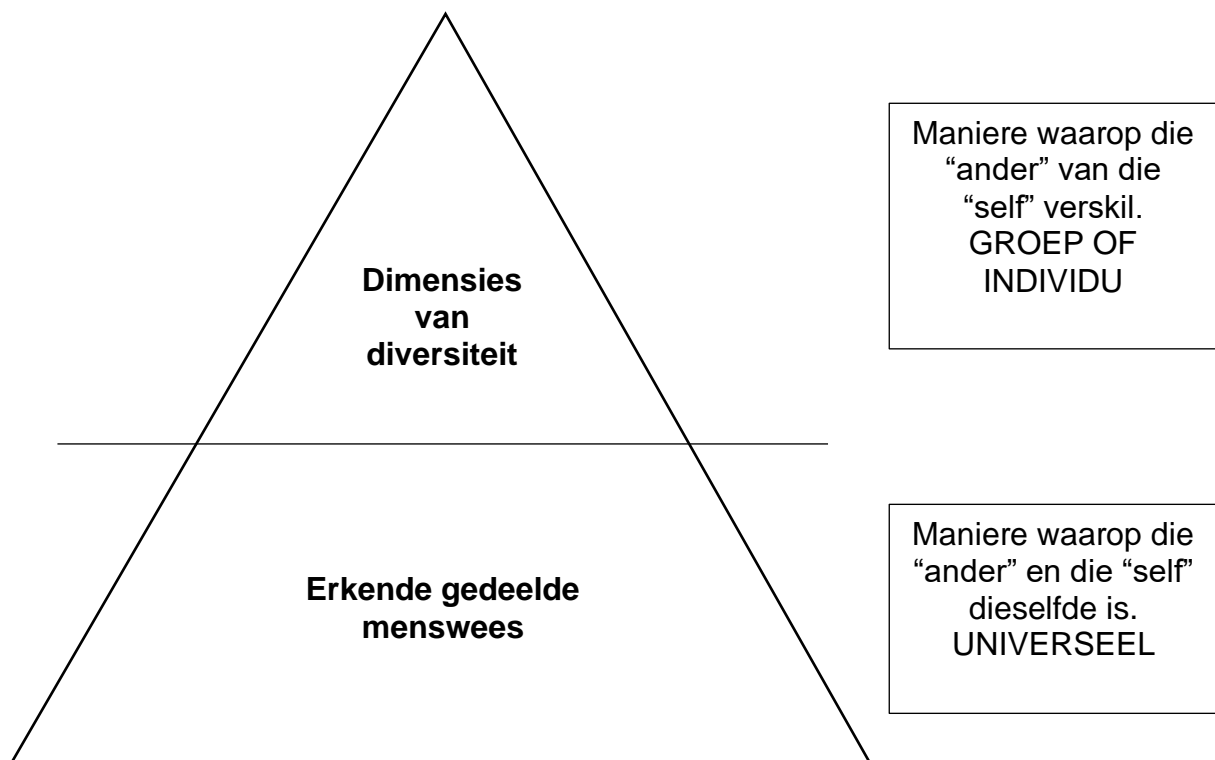 Maniere waarop die
“ander” van die
“self” verskil.
GROEP OF
INDIVIDU
Dimensies
van
diversiteit
Maniere waarop die
“ander” en die “self”
dieselfde is.
UNIVERSEEL
Erkende gedeelde
menswees